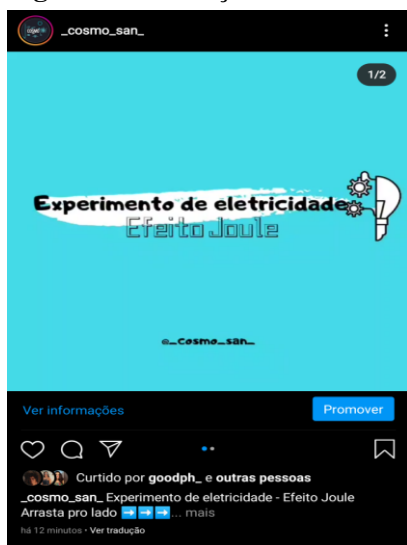 _cosmo_san_
1/2
Experimento de eletricidade
Efeito Joule
@_cosmo_san_
Ver informações
Promover
Curtido por goodph_ e outras pessoas
_cosmo_san_ Experimento de eletricidade - Efeito Joule
Arrasta pro lado ➡️➡️➡️... mais
há 12 minutos • Ver tradução